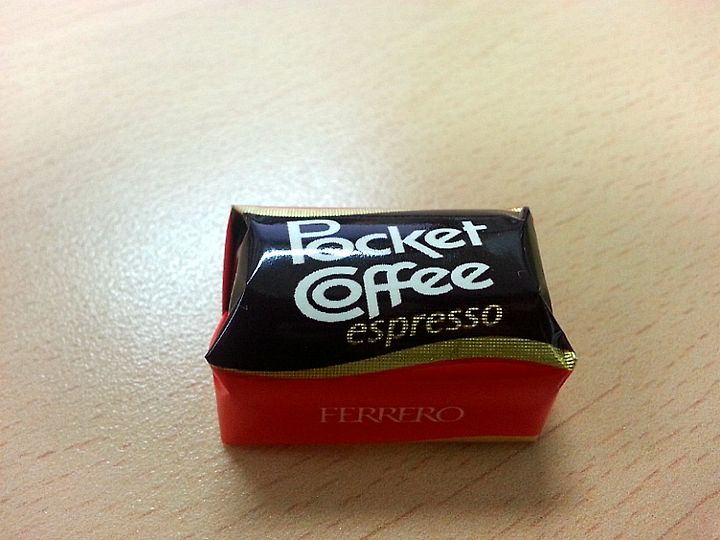 Pocket
Coffee
espresso
FERRERO